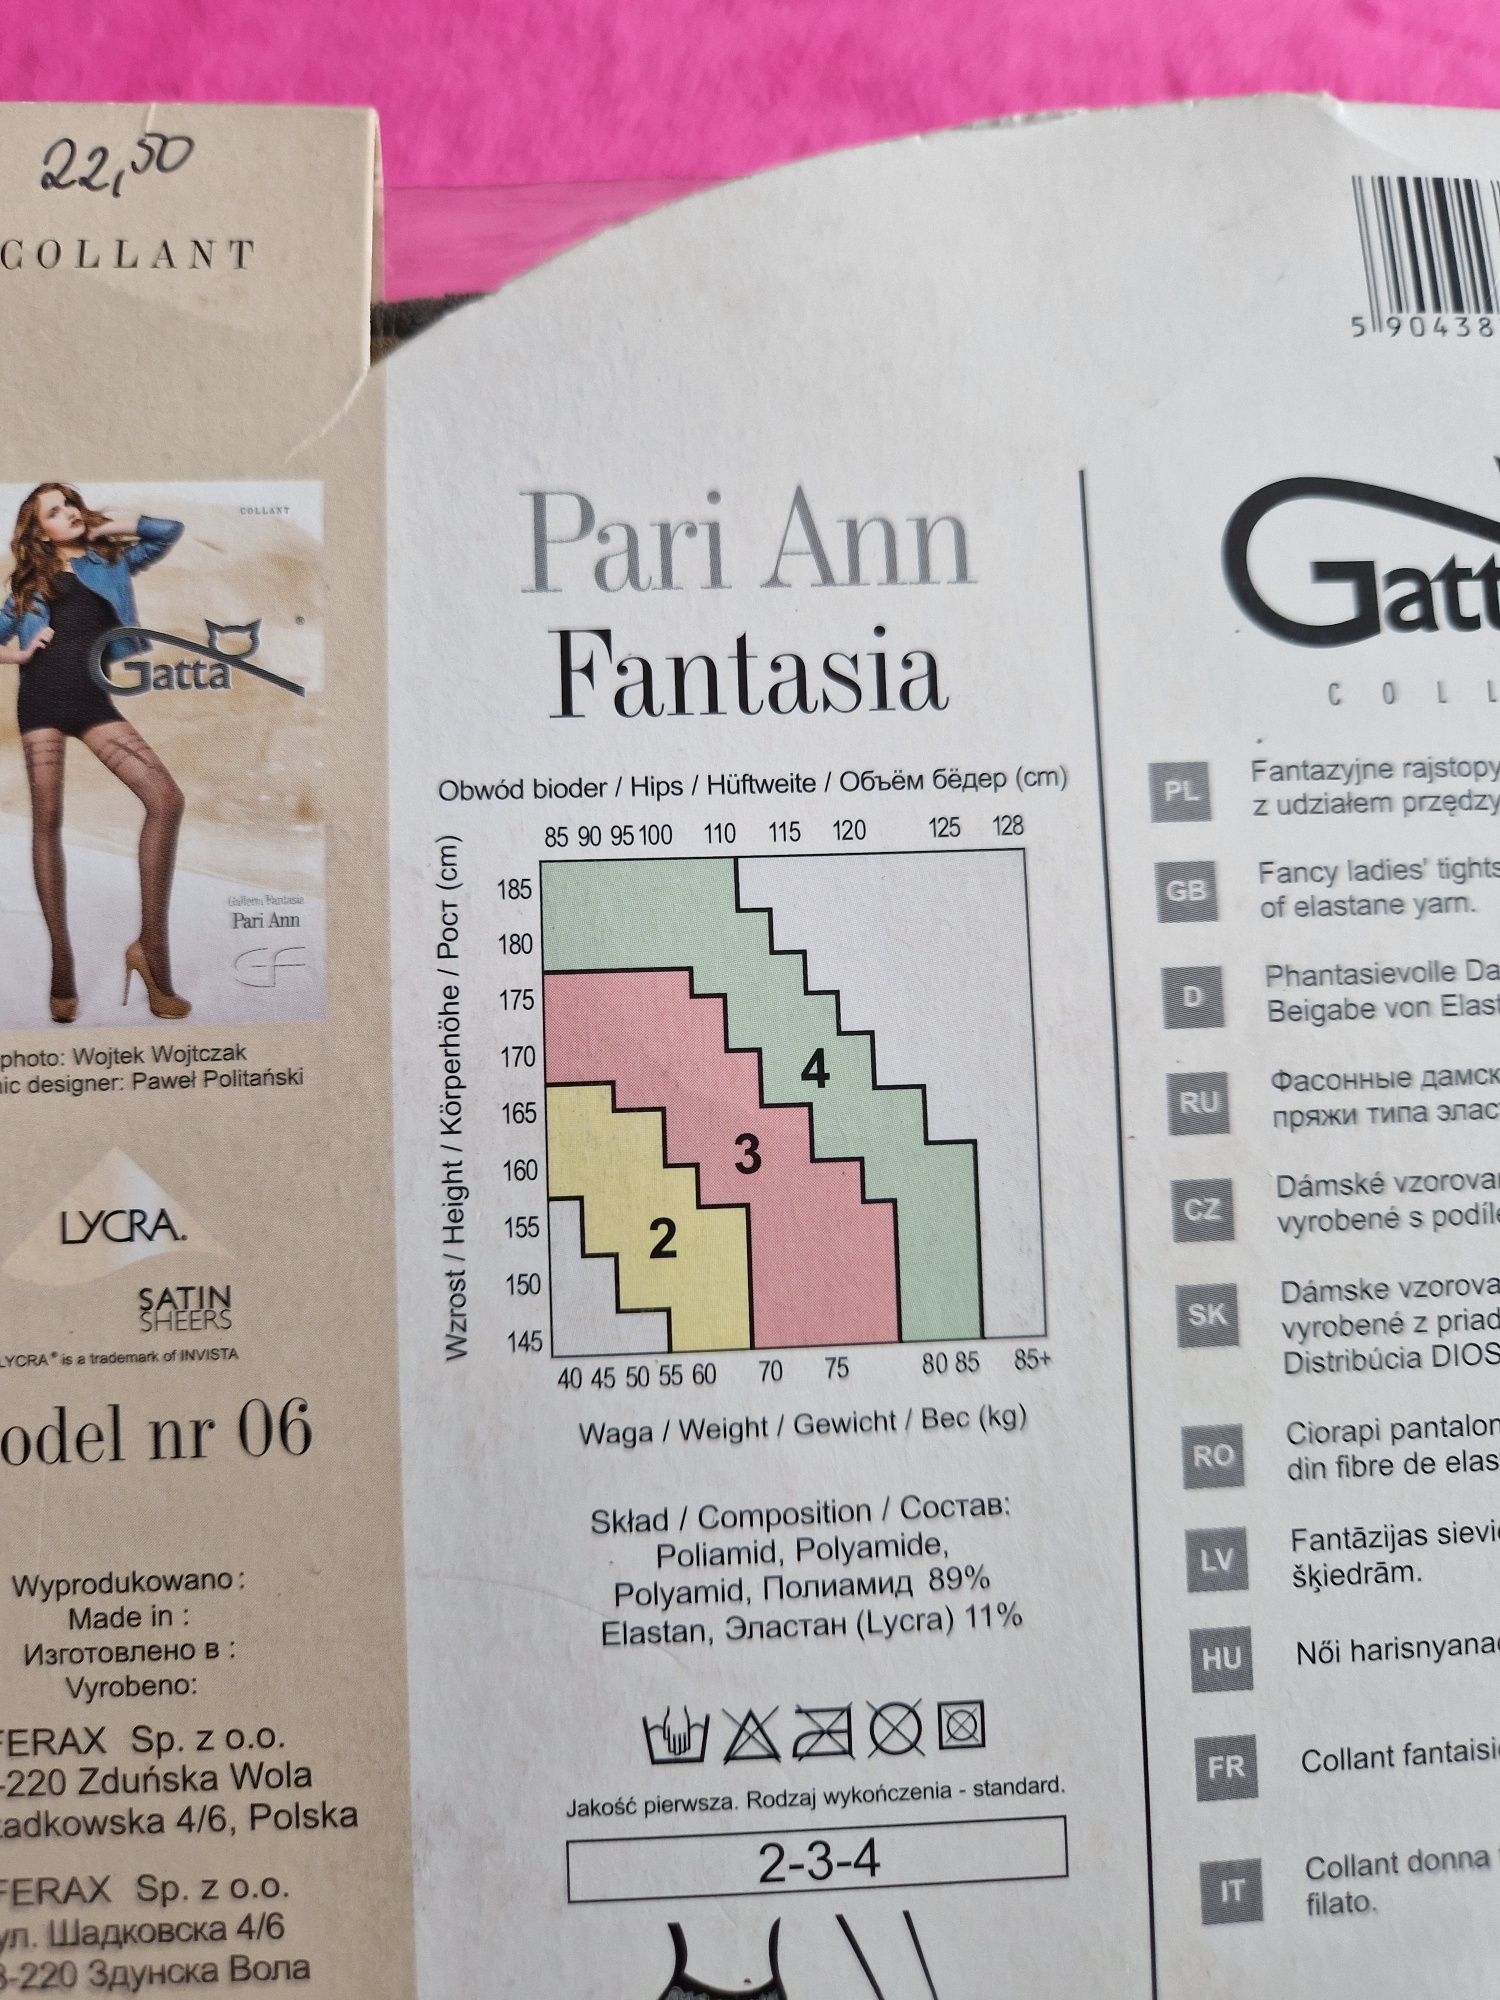 22,50
COLLANT
COLLANT
Gatta
Galleria Fantasia
Pari Ann
GF
photo: Wojtek Wojtczak
designer: Paweł Politański
LYCRA.
SATIN
SHEERS
LYCRA® is a trademark of INVISTA
nr 06
Wyprodukowano:
Made in :
Изготовлено в :
Vyrobeno:
FERAX Sp. z o.o.
-220 Zduńska Wola
4/6, Polska
FERAX Sp. z o.o.
ул. Шадковска 4/6
-220 Здунска Вола
5 90438
Pari Ann
Fantasia
Obwód bioder / Hips / Hüftweite / Объём бёдер (cm)
85 90 95 100 110 115 120 125 128
Wzrost / Height / Körperhöhe / Рост (cm)
185
180
175
170
165
160
155
150
145
4
3
2
40 45 50 55 60 70 75 80 85 85+
Waga / Weight / Gewicht / Вес (kg)
Skład / Composition / Состав:
Poliamid, Polyamide,
Polyamid, Полиамид 89%
Elastan, Эластан (Lycra) 11%
Jakość pierwsza. Rodzaj wykończenia - standard.
2-3-4
Gatt
C O L L
PL Fantazyjne rajstopy
z udziałem przędzy
GB Fancy ladies' tights
of elastane yarn.
D Phantasievolle Da
Beigabe von Elast
RU Фасонные дамск
пряжи типа элас
CZ Dámské vzorova
vyrobené s podíle
SK Dámske vzorova
vyrobené z priad
Distribúcia DIOS
RO Ciorapi pantalon
din fibre de elas
LV Fantāzijas sievi
šķiedrām.
HU Női harisnyana
FR Collant fantaisi
IT Collant donna
filato.